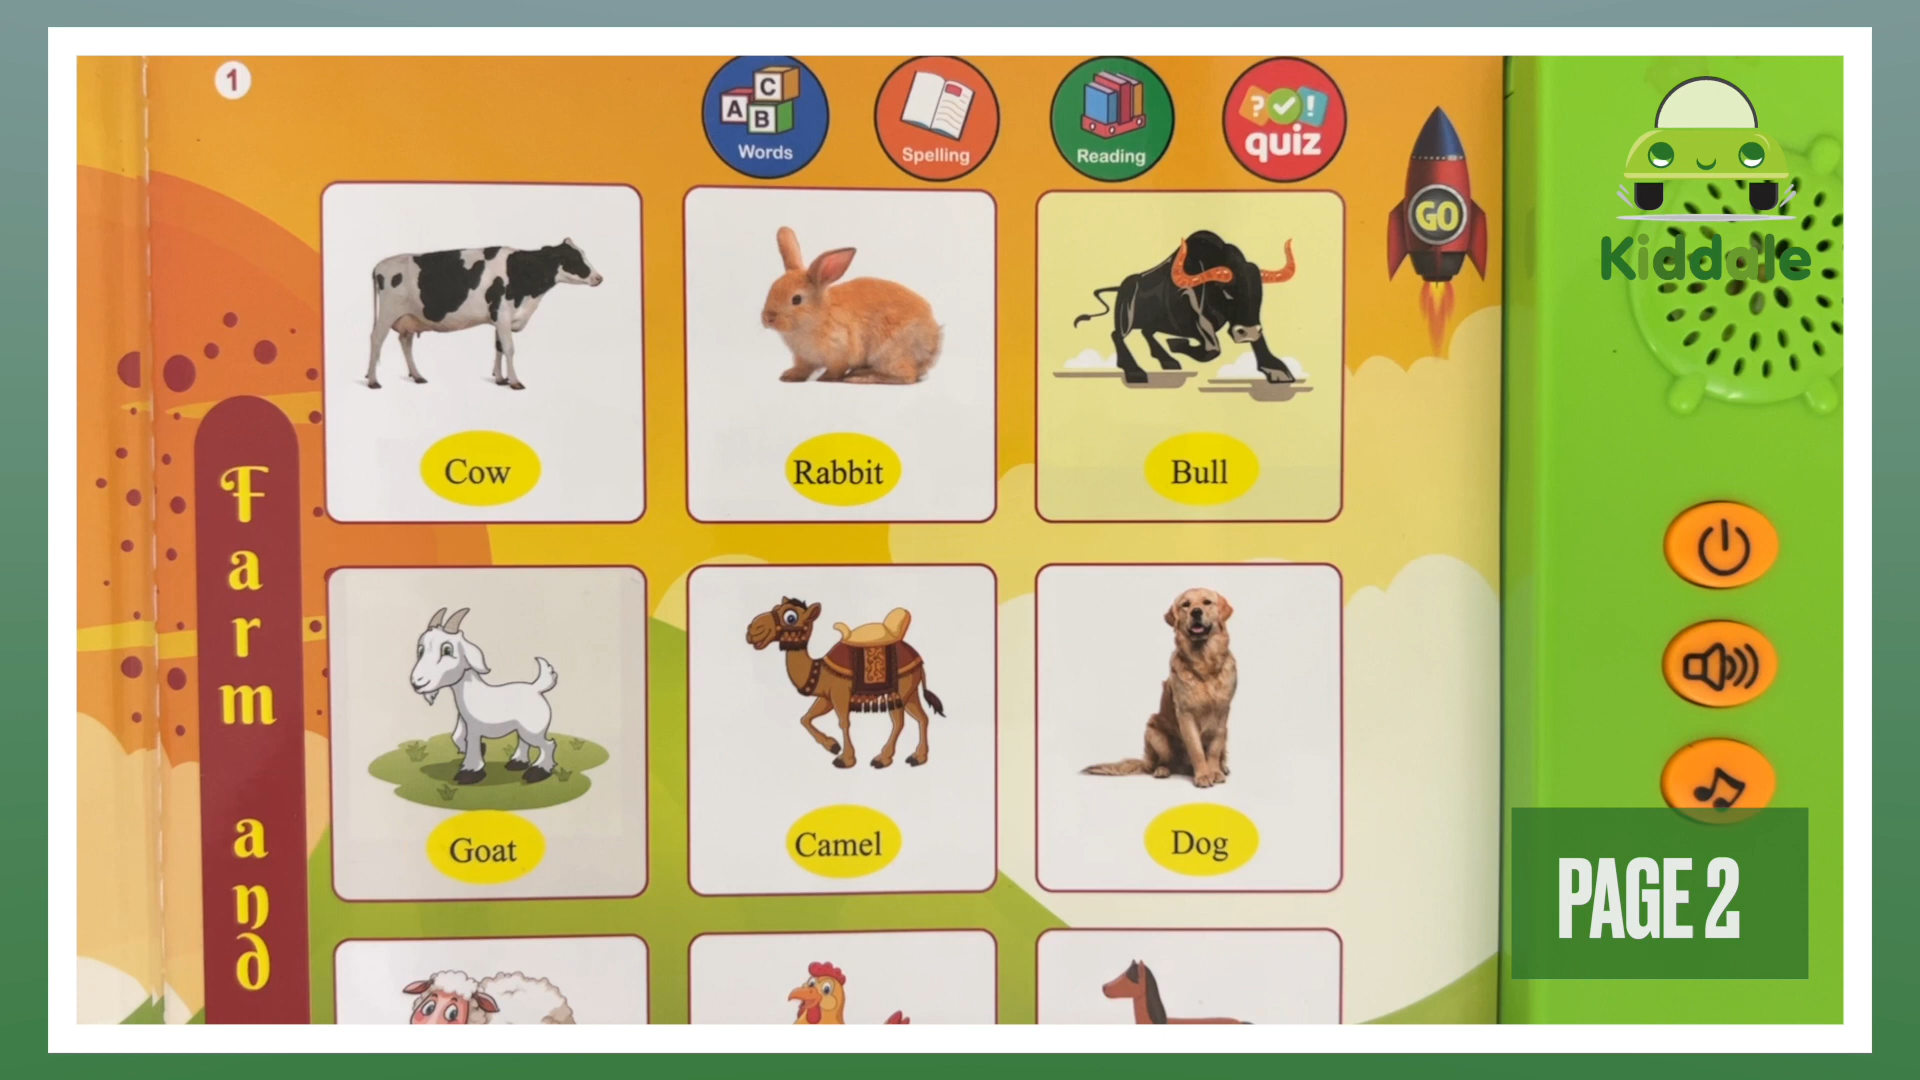 1
A
B
C
Words
Spelling
Reading
?
!
quiz
GO
Kiddale
Cow
Rabbit
Bull
Farm and
Goat
Camel
Dog
PAGE 2